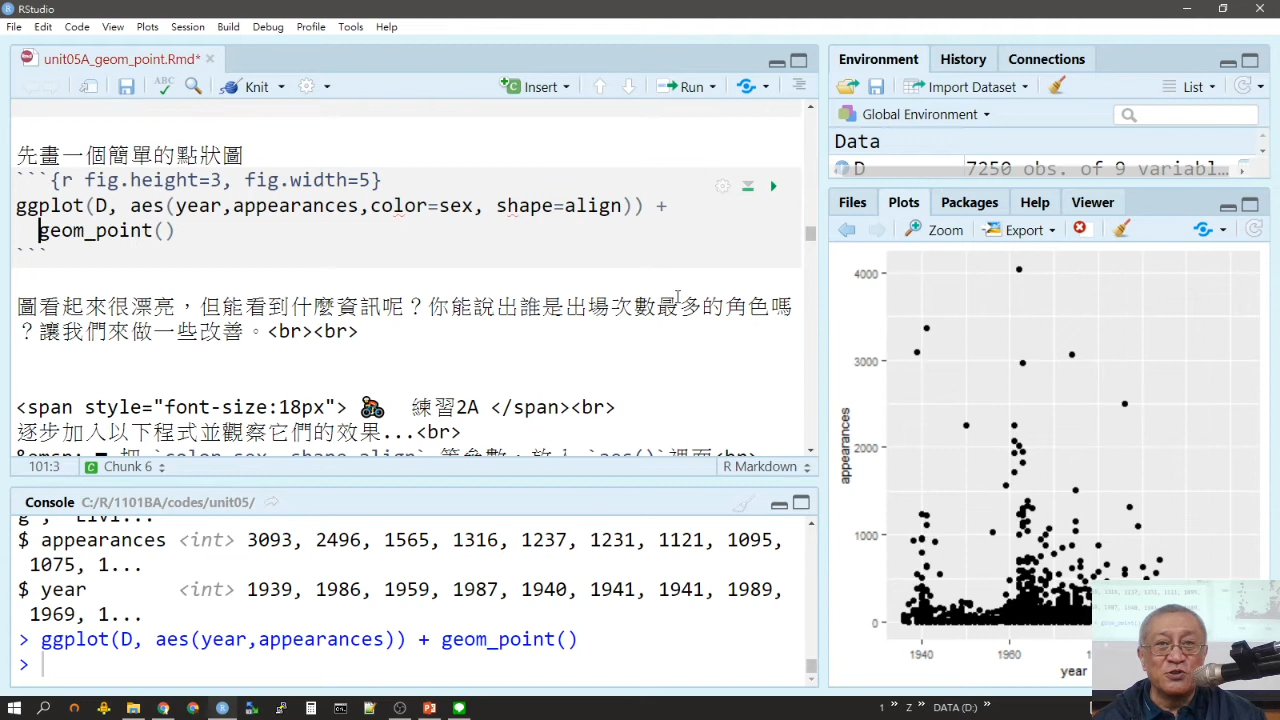 RStudio
File Edit Code View Plots Session Build Debug Profile Tools Help
unit05A_geom_point.Rmd*
ABC Knit Insert Run
先畫一個簡單的點狀圖
```{r fig.height=3, fig.width=5}
ggplot(D, aes(year,appearances,color=sex, shape=align)) +
geom_point()
```
圖看起來很漂亮，但能看到什麼資訊呢？你能說出誰是出場次數最多的角色嗎
？讓我們來做一些改善。<br><br>
<span style="font-size:18px"> 🚴 練習2A </span><br>
逐步加入以下程式並觀察它們的效果...<br>
101:3 Chunk 6 R Markdown
Console C:/R/1101BA/codes/unit05/
$ appearances <int> 3093, 2496, 1565, 1316, 1237, 1231, 1121, 1095,
1075, 1...
$ year <int> 1939, 1986, 1959, 1987, 1940, 1941, 1941, 1989,
1969, 1...
> ggplot(D, aes(year,appearances)) + geom_point()
>
Environment History Connections
Import Dataset List
Global Environment
Data
D 7250 obs. of 9 variabl...
Files Plots Packages Help Viewer
Zoom Export
4000
3000
2000
1000
0
appearances
1940 1960
year
1 » Z » DATA (D:) »